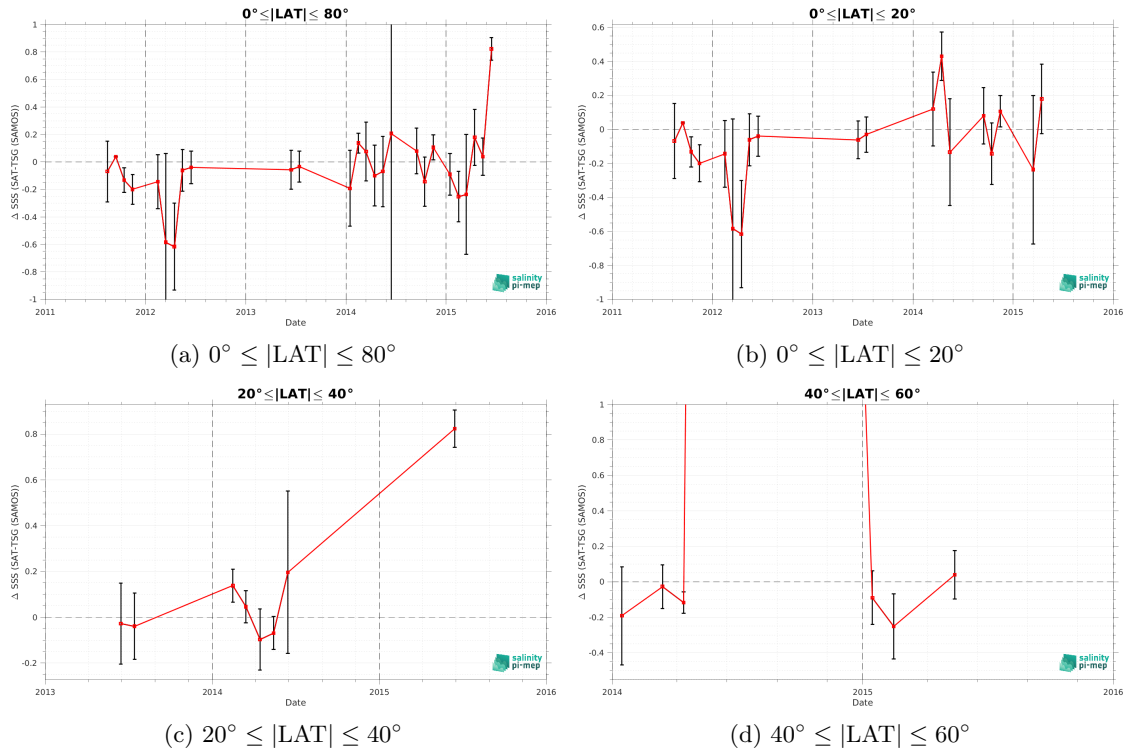 0°≤|LAT|≤ 80°
Δ SSS (SAT-TSG (SAMOS))
1
0.8
0.6
0.4
0.2
0
-0.2
-0.4
-0.6
-0.8
-1
2011 2012 2013 2014 2015 2016
Date
salinity
pi-mep
(a) 0° ≤ |LAT| ≤ 80°
0°≤|LAT|≤ 20°
Δ SSS (SAT-TSG (SAMOS))
0.6
0.4
0.2
0
-0.2
-0.4
-0.6
-0.8
-1
2011 2012 2013 2014 2015 2016
Date
salinity
pi-mep
(b) 0° ≤ |LAT| ≤ 20°
20°≤|LAT|≤ 40°
Δ SSS (SAT-TSG (SAMOS))
0.8
0.6
0.4
0.2
0
-0.2
2013 2014 2015 2016
Date
salinity
pi-mep
(c) 20° ≤ |LAT| ≤ 40°
40°≤|LAT|≤ 60°
Δ SSS (SAT-TSG (SAMOS))
1
0.8
0.6
0.4
0.2
0
-0.2
-0.4
2014 2015 2016
Date
salinity
pi-mep
(d) 40° ≤ |LAT| ≤ 60°